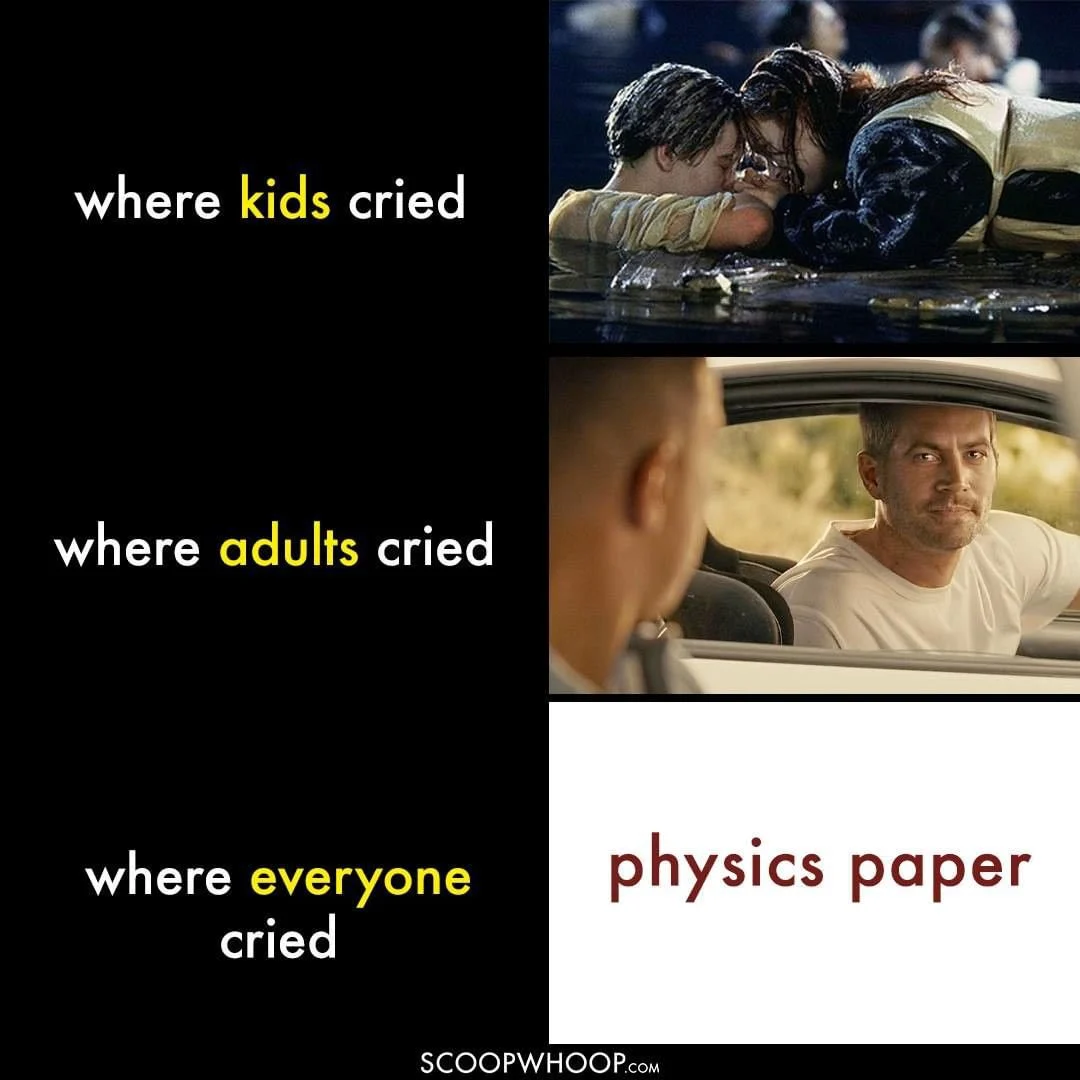 where kids cried
where adults cried
where everyone
cried
physics paper
SCOOPWHOOP.COM